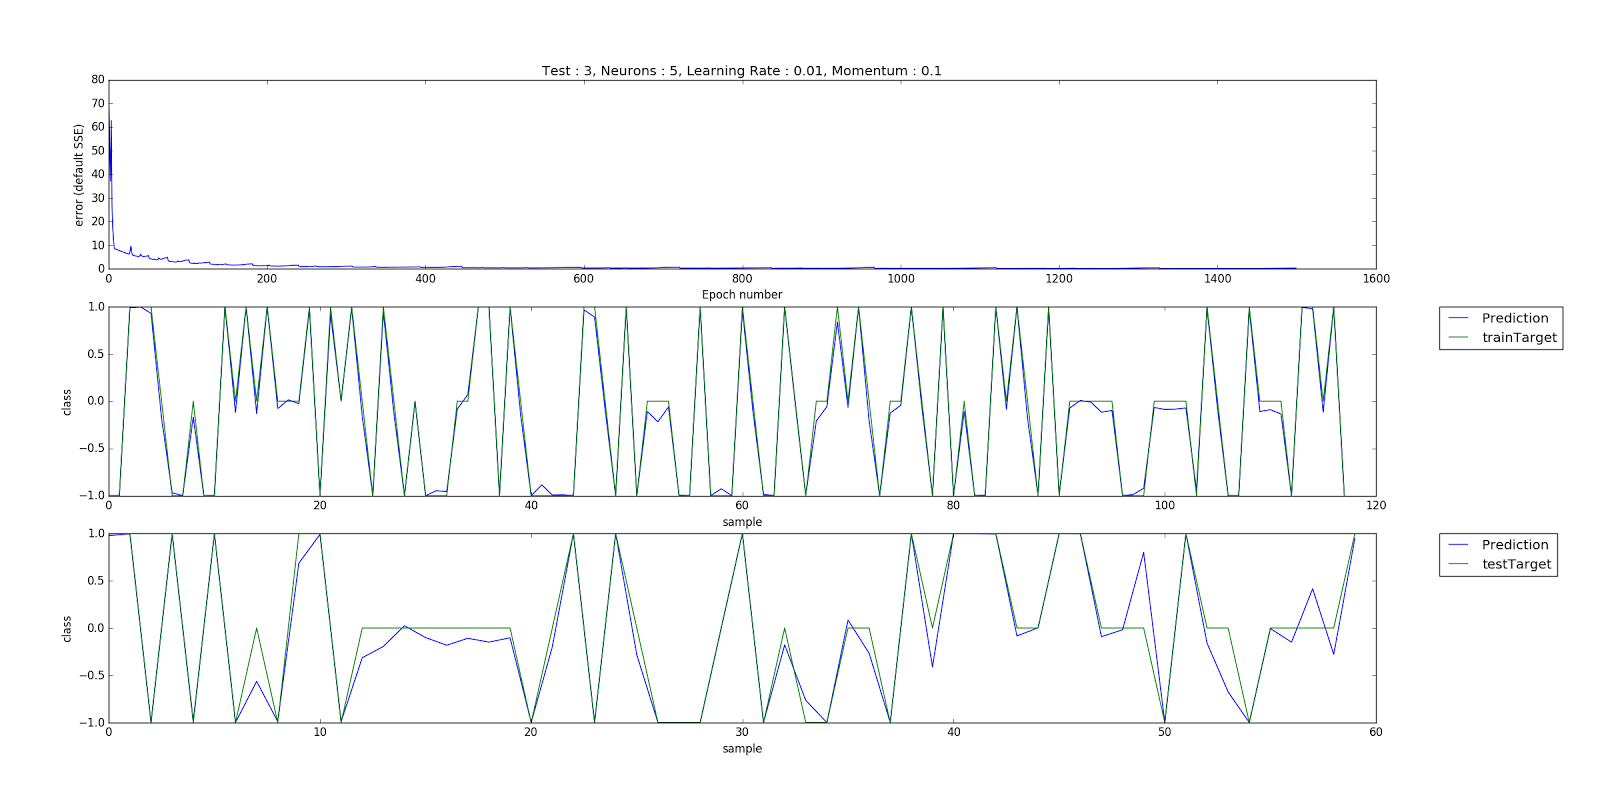 Test : 3, Neurons : 5, Learning Rate : 0.01, Momentum : 0.1
80
70
60
50
40
30
20
10
0
error (default SSE)
0 200 400 600 800 1000 1200 1400 1600
Epoch number
1.0
0.5
0.0
−0.5
−1.0
class
0 20 40 60 80 100 120
sample
Prediction
trainTarget
1.0
0.5
0.0
−0.5
−1.0
class
0 10 20 30 40 50 60
sample
Prediction
testTarget